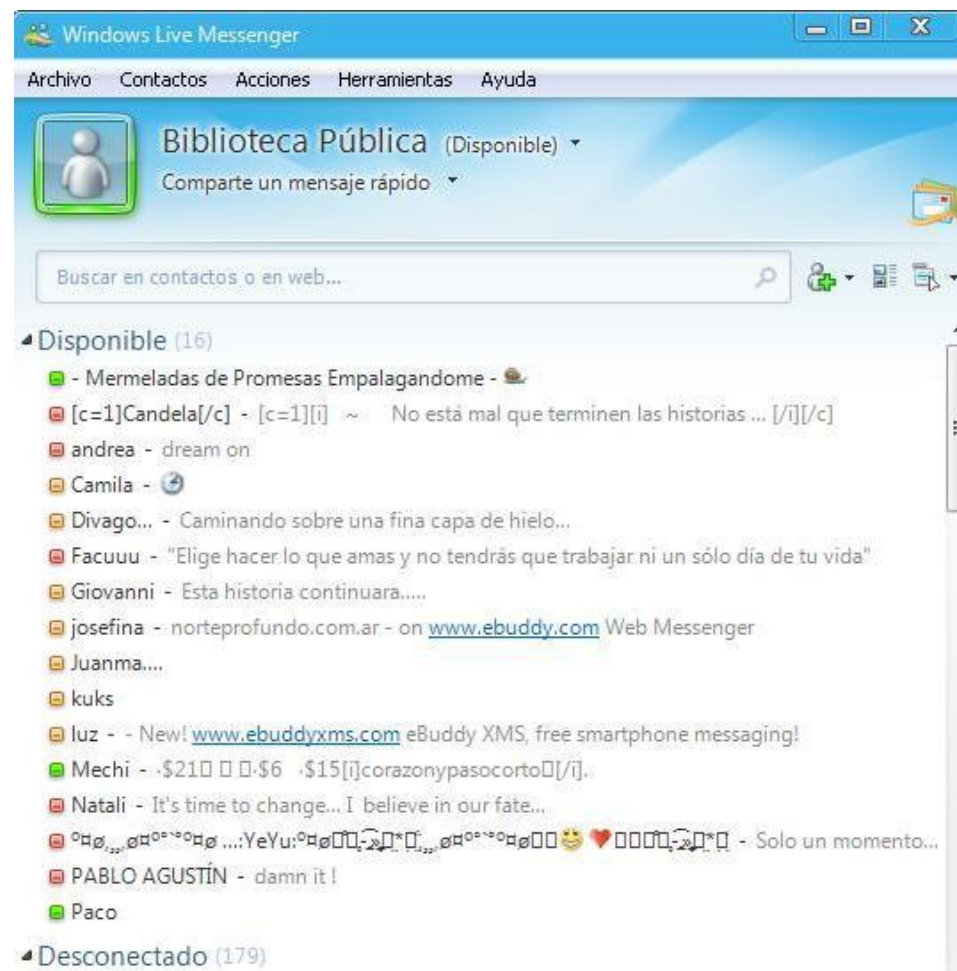 Windows Live Messenger
Archivo Contactos Acciones Herramientas Ayuda
Biblioteca Pública (Disponible)
Comparte un mensaje rápido
Buscar en contactos o en web...
Disponible (16)
- Mermeladas de Promesas Empalagandome -
[c=1]Candela[/c] - [c=1][i] ~ No está mal que terminen las historias ... [/i][/c]
andrea - dream on
Camila -
Divago... - Caminando sobre una fina capa de hielo...
Facuuu - "Elige hacer lo que amas y no tendrás que trabajar ni un sólo día de tu vida"
Giovanni - Esta historia continuara.....
josefina - norteprofundo.com.ar - on www.ebuddy.com Web Messenger
Juanma....
kuks
luz - - New! www.ebuddyxms.com eBuddy XMS, free smartphone messaging!
Mechi - ·$21 ·$6 ·$15[i]corazonypasocorto[/i].
Natali - It's time to change... I believe in our fate...
...:YeYu: - Solo un momento...
PABLO AGUSTÍN - damn it !
Paco
Desconectado (179)